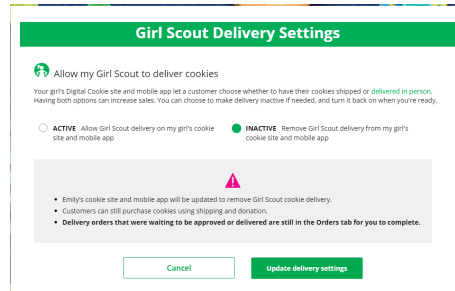 Girl Scout Delivery Settings
Allow my Girl Scout to deliver cookies
Your girl's Digital Cookie site and mobile app let a customer choose whether to have their cookies shipped or delivered in person.
Having both options can increase sales. You can choose to make delivery inactive if needed, and turn it back on when you're ready.
ACTIVE Allow Girl Scout delivery on my girl's cookie
site and mobile app
INACTIVE Remove Girl Scout delivery from my girl's
cookie site and mobile app
• Emily's cookie site and mobile app will be updated to remove Girl Scout cookie delivery.
• Customers can still purchase cookies using shipping and donation.
• Delivery orders that were waiting to be approved or delivered are still in the Orders tab for you to complete.
Cancel
Update delivery settings